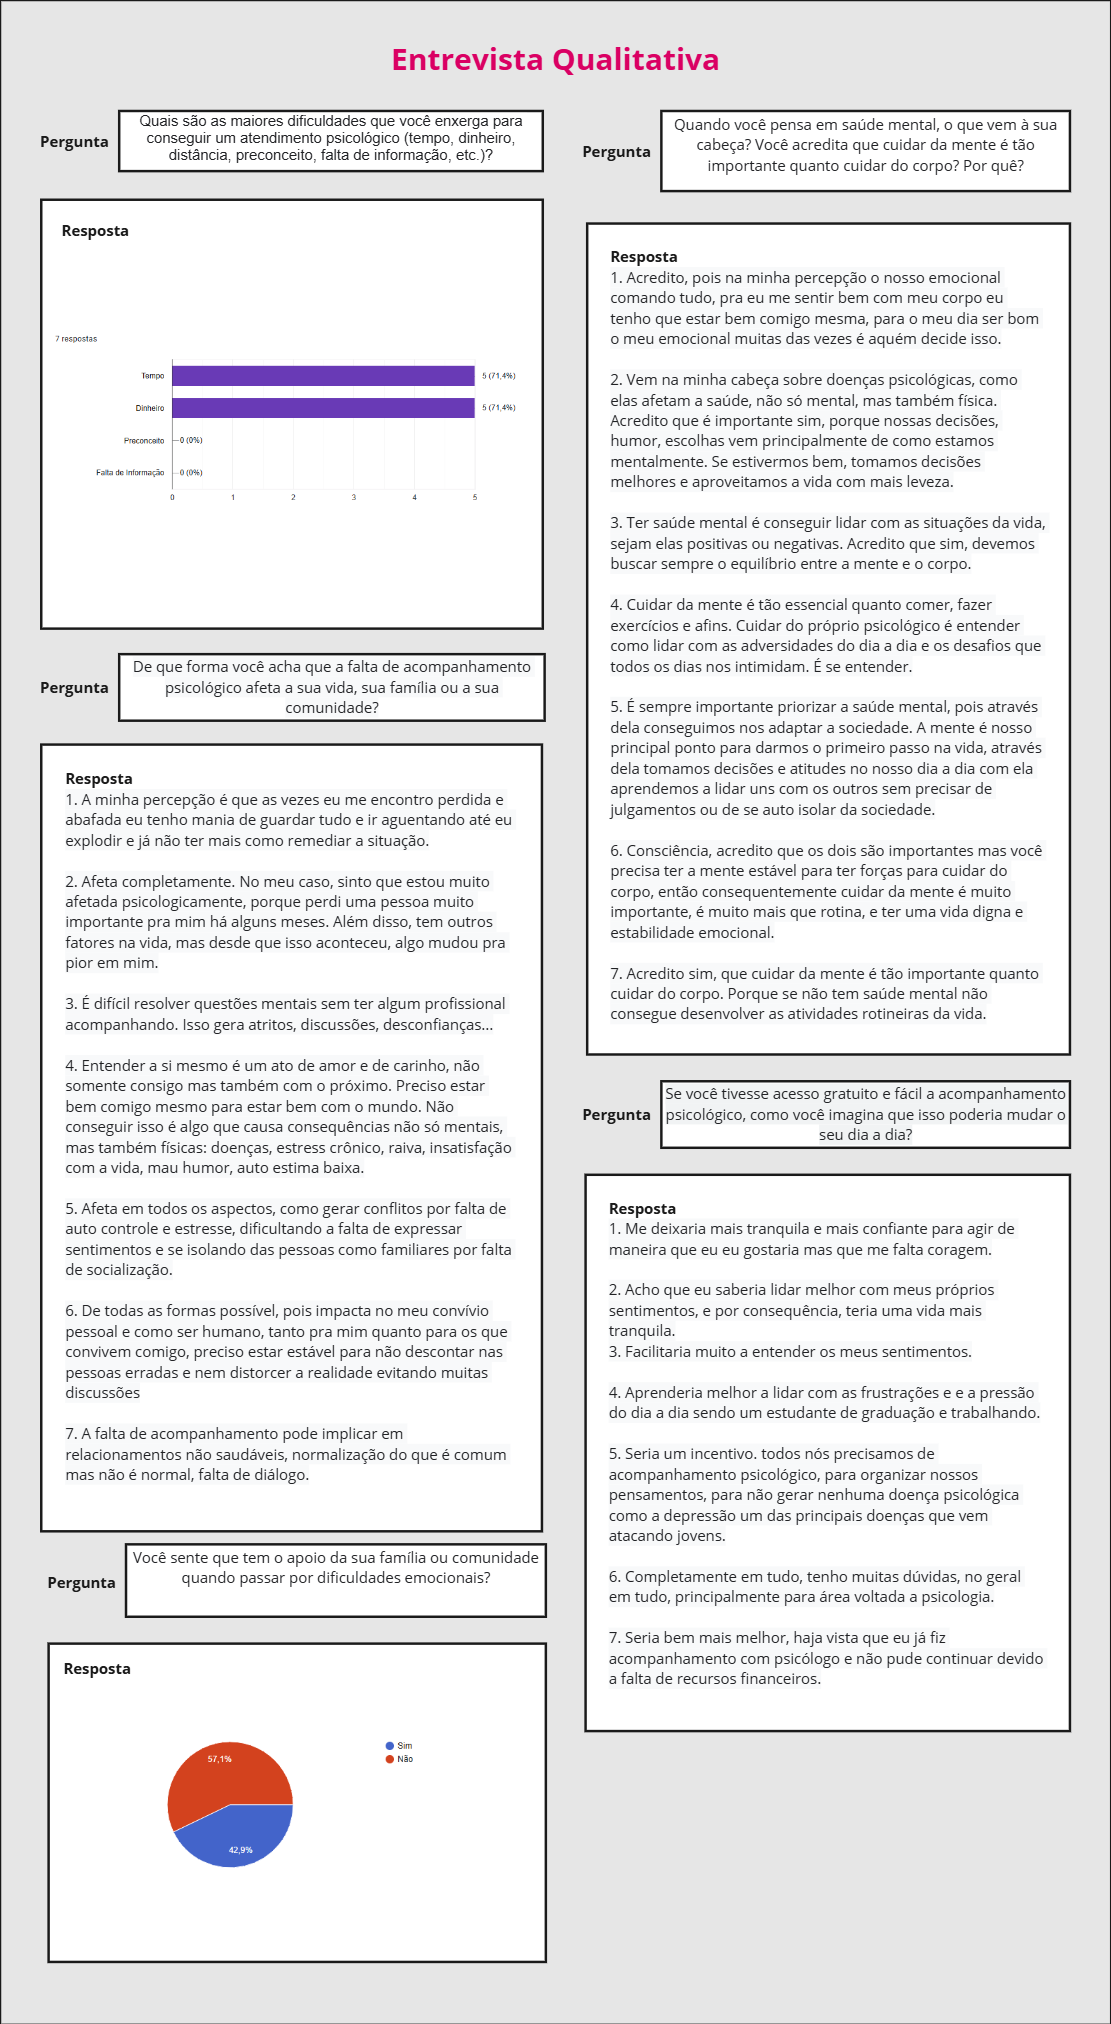 Entrevista Qualitativa
Pergunta
Quais são as maiores dificuldades que você enxerga para
conseguir um atendimento psicológico (tempo, dinheiro,
distância, preconceito, falta de informação, etc.)?
Resposta
7 respostas
Tempo
5 (71,4%)
Dinheiro
5 (71,4%)
Preconceito
0 (0%)
Falta de Informação
0 (0%)
0 1 2 3 4 5
Pergunta
De que forma você acha que a falta de acompanhamento
psicológico afeta a sua vida, sua família ou a sua
comunidade?
Resposta
1. A minha percepção é que as vezes eu me encontro perdida e
abafada eu tenho mania de guardar tudo e ir aguentando até eu
explodir e já não ter mais como remediar a situação.
2. Afeta completamente. No meu caso, sinto que estou muito
afetada psicologicamente, porque perdi uma pessoa muito
importante pra mim há alguns meses. Além disso, tem outros
fatores na vida, mas desde que isso aconteceu, algo mudou pra
pior em mim.
3. É difícil resolver questões mentais sem ter algum profissional
acompanhando. Isso gera atritos, discussões, desconfianças...
4. Entender a si mesmo é um ato de amor e de carinho, não
somente consigo mas também com o próximo. Preciso estar
bem comigo mesmo para estar bem com o mundo. Não
conseguir isso é algo que causa consequências não só mentais,
mas também físicas: doenças, estress crônico, raiva, insatisfação
com a vida, mau humor, auto estima baixa.
5. Afeta em todos os aspectos, como gerar conflitos por falta de
auto controle e estresse, dificultando a falta de expressar
sentimentos e se isolando das pessoas como familiares por falta
de socialização.
6. De todas as formas possível, pois impacta no meu convívio
pessoal e como ser humano, tanto pra mim quanto para os que
convivem comigo, preciso estar estável para não descontar nas
pessoas erradas e nem distorcer a realidade evitando muitas
discussões
7. A falta de acompanhamento pode implicar em
relacionamentos não saudáveis, normalização do que é comum
mas não é normal, falta de diálogo.
Pergunta
Você sente que tem o apoio da sua família ou comunidade
quando passar por dificuldades emocionais?
Resposta
57,1%
42,9%
Sim
Não
Pergunta
Quando você pensa em saúde mental, o que vem à sua
cabeça? Você acredita que cuidar da mente é tão
importante quanto cuidar do corpo? Por quê?
Resposta
1. Acredito, pois na minha percepção o nosso emocional
comando tudo, pra eu me sentir bem com meu corpo eu
tenho que estar bem comigo mesma, para o meu dia ser bom
o meu emocional muitas das vezes é aquém decide isso.
2. Vem na minha cabeça sobre doenças psicológicas, como
elas afetam a saúde, não só mental, mas também física.
Acredito que é importante sim, porque nossas decisões,
humor, escolhas vem principalmente de como estamos
mentalmente. Se estivermos bem, tomamos decisões
melhores e aproveitamos a vida com mais leveza.
3. Ter saúde mental é conseguir lidar com as situações da vida,
sejam elas positivas ou negativas. Acredito que sim, devemos
buscar sempre o equilíbrio entre a mente e o corpo.
4. Cuidar da mente é tão essencial quanto comer, fazer
exercícios e afins. Cuidar do próprio psicológico é entender
como lidar com as adversidades do dia a dia e os desafios que
todos os dias nos intimidam. É se entender.
5. É sempre importante priorizar a saúde mental, pois através
dela conseguimos nos adaptar a sociedade. A mente é nosso
principal ponto para darmos o primeiro passo na vida, através
dela tomamos decisões e atitudes no nosso dia a dia com ela
aprendemos a lidar uns com os outros sem precisar de
julgamentos ou de se auto isolar da sociedade.
6. Consciência, acredito que os dois são importantes mas você
precisa ter a mente estável para ter forças para cuidar do
corpo, então consequentemente cuidar da mente é muito
importante, é muito mais que rotina, e ter uma vida digna e
estabilidade emocional.
7. Acredito sim, que cuidar da mente é tão importante quanto
cuidar do corpo. Porque se não tem saúde mental não
consegue desenvolver as atividades rotineiras da vida.
Pergunta
Se você tivesse acesso gratuito e fácil a acompanhamento
psicológico, como você imagina que isso poderia mudar o
seu dia a dia?
Resposta
1. Me deixaria mais tranquila e mais confiante para agir de
maneira que eu eu gostaria mas que me falta coragem.
2. Acho que eu saberia lidar melhor com meus próprios
sentimentos, e por consequência, teria uma vida mais
tranquila.
3. Facilitaria muito a entender os meus sentimentos.
4. Aprenderia melhor a lidar com as frustrações e e a pressão
do dia a dia sendo um estudante de graduação e trabalhando.
5. Seria um incentivo. todos nós precisamos de
acompanhamento psicológico, para organizar nossos
pensamentos, para não gerar nenhuma doença psicológica
como a depressão um das principais doenças que vem
atacando jovens.
6. Completamente em tudo, tenho muitas dúvidas, no geral
em tudo, principalmente para área voltada a psicologia.
7. Seria bem mais melhor, haja vista que eu já fiz
acompanhamento com psicólogo e não pude continuar devido
a falta de recursos financeiros.